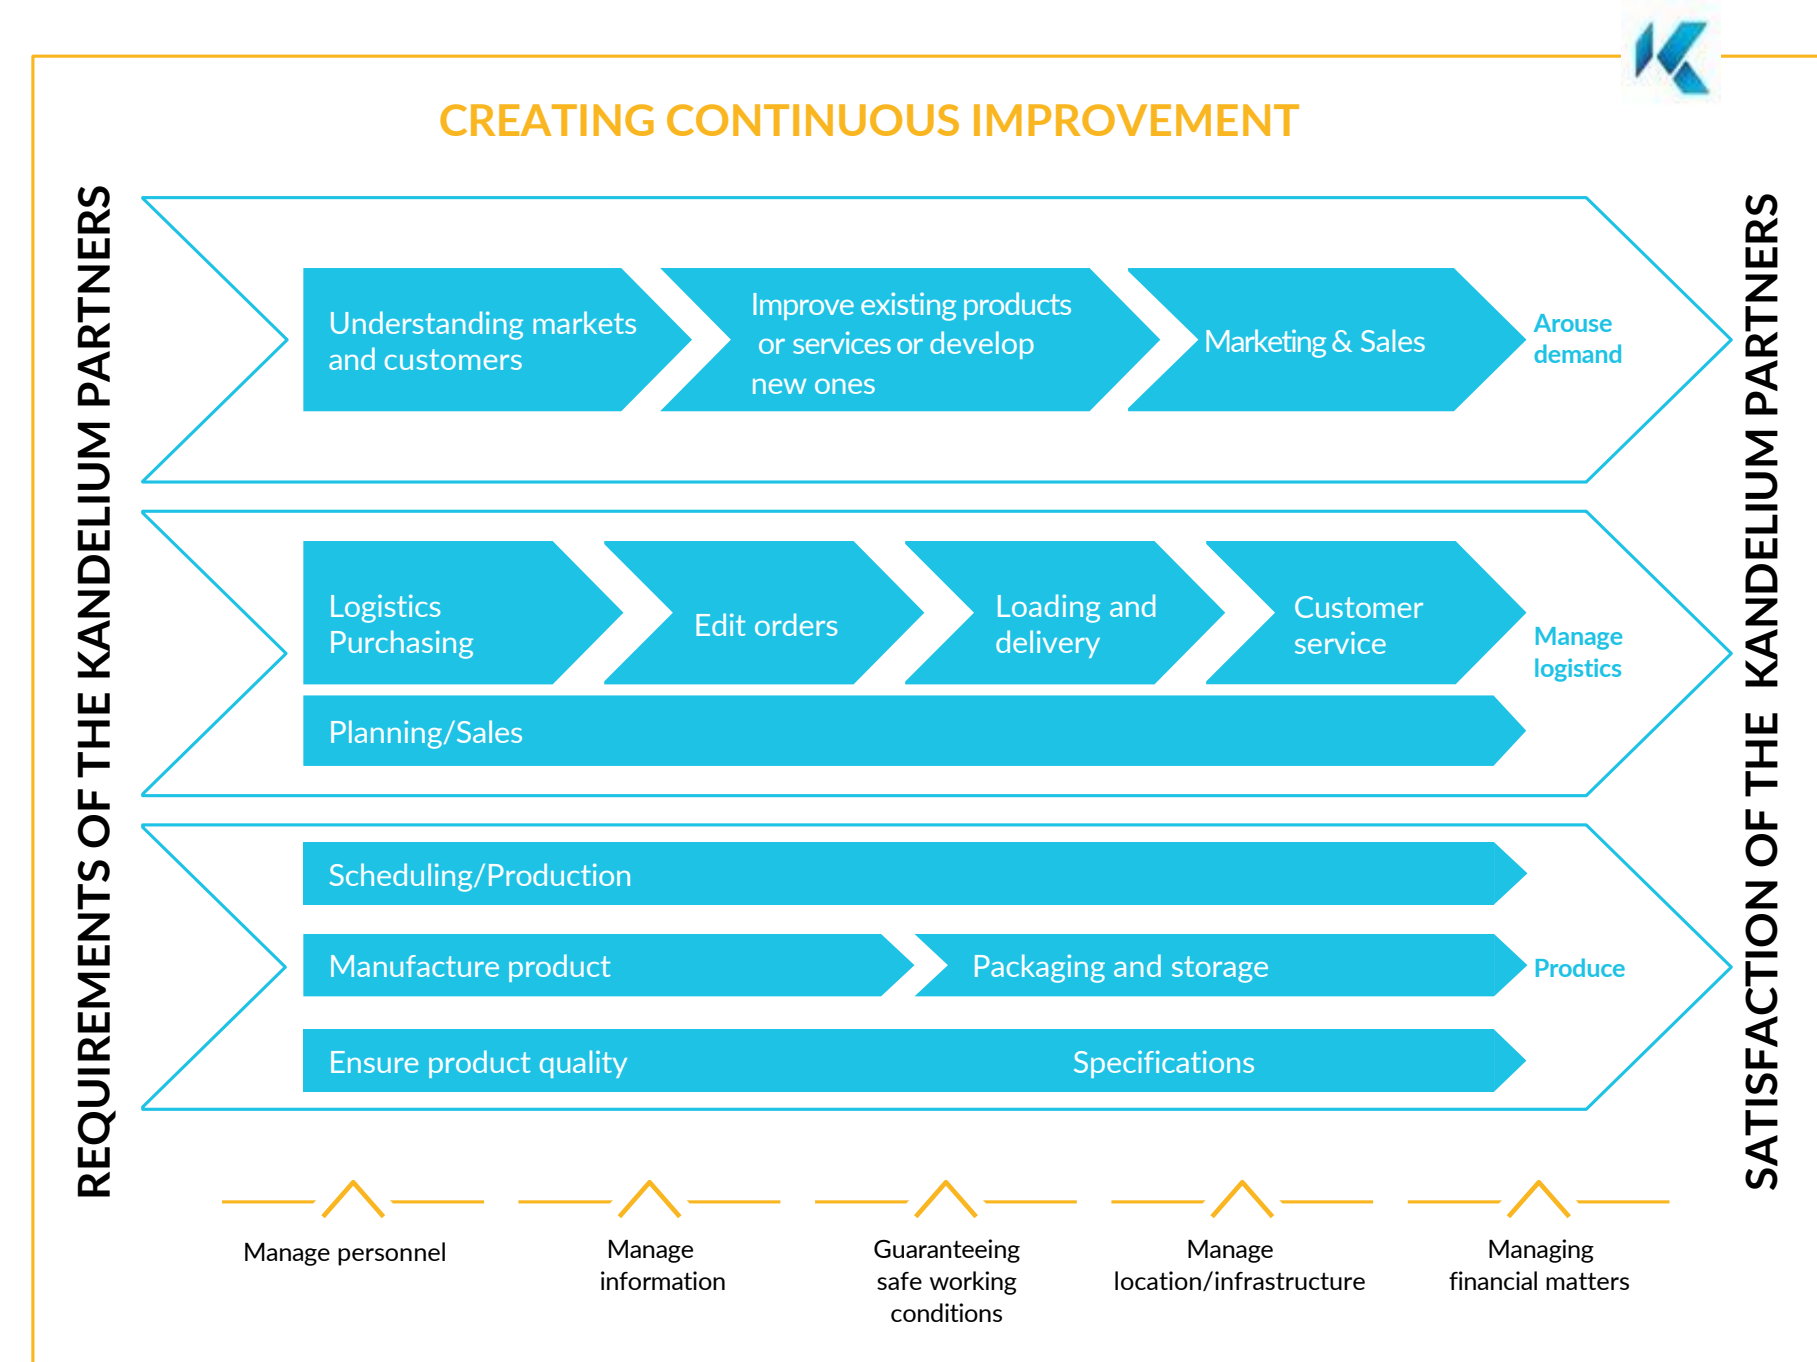 CREATING CONTINUOUS IMPROVEMENT
REQUIREMENTS OF THE KANDELIUM PARTNERS
Understanding markets
and customers
Improve existing products
or services or develop
new ones
Marketing & Sales
Arouse
demand
Logistics
Purchasing
Edit orders
Loading and
delivery
Customer
service
Manage
logistics
Planning/Sales
Scheduling/Production
Manufacture product
Packaging and storage
Produce
Ensure product quality
Specifications
SATISFACTION OF THE KANDELIUM PARTNERS
Manage personnel
Manage
information
Guaranteeing
safe working
conditions
Manage
location/infrastructure
Managing
financial matters